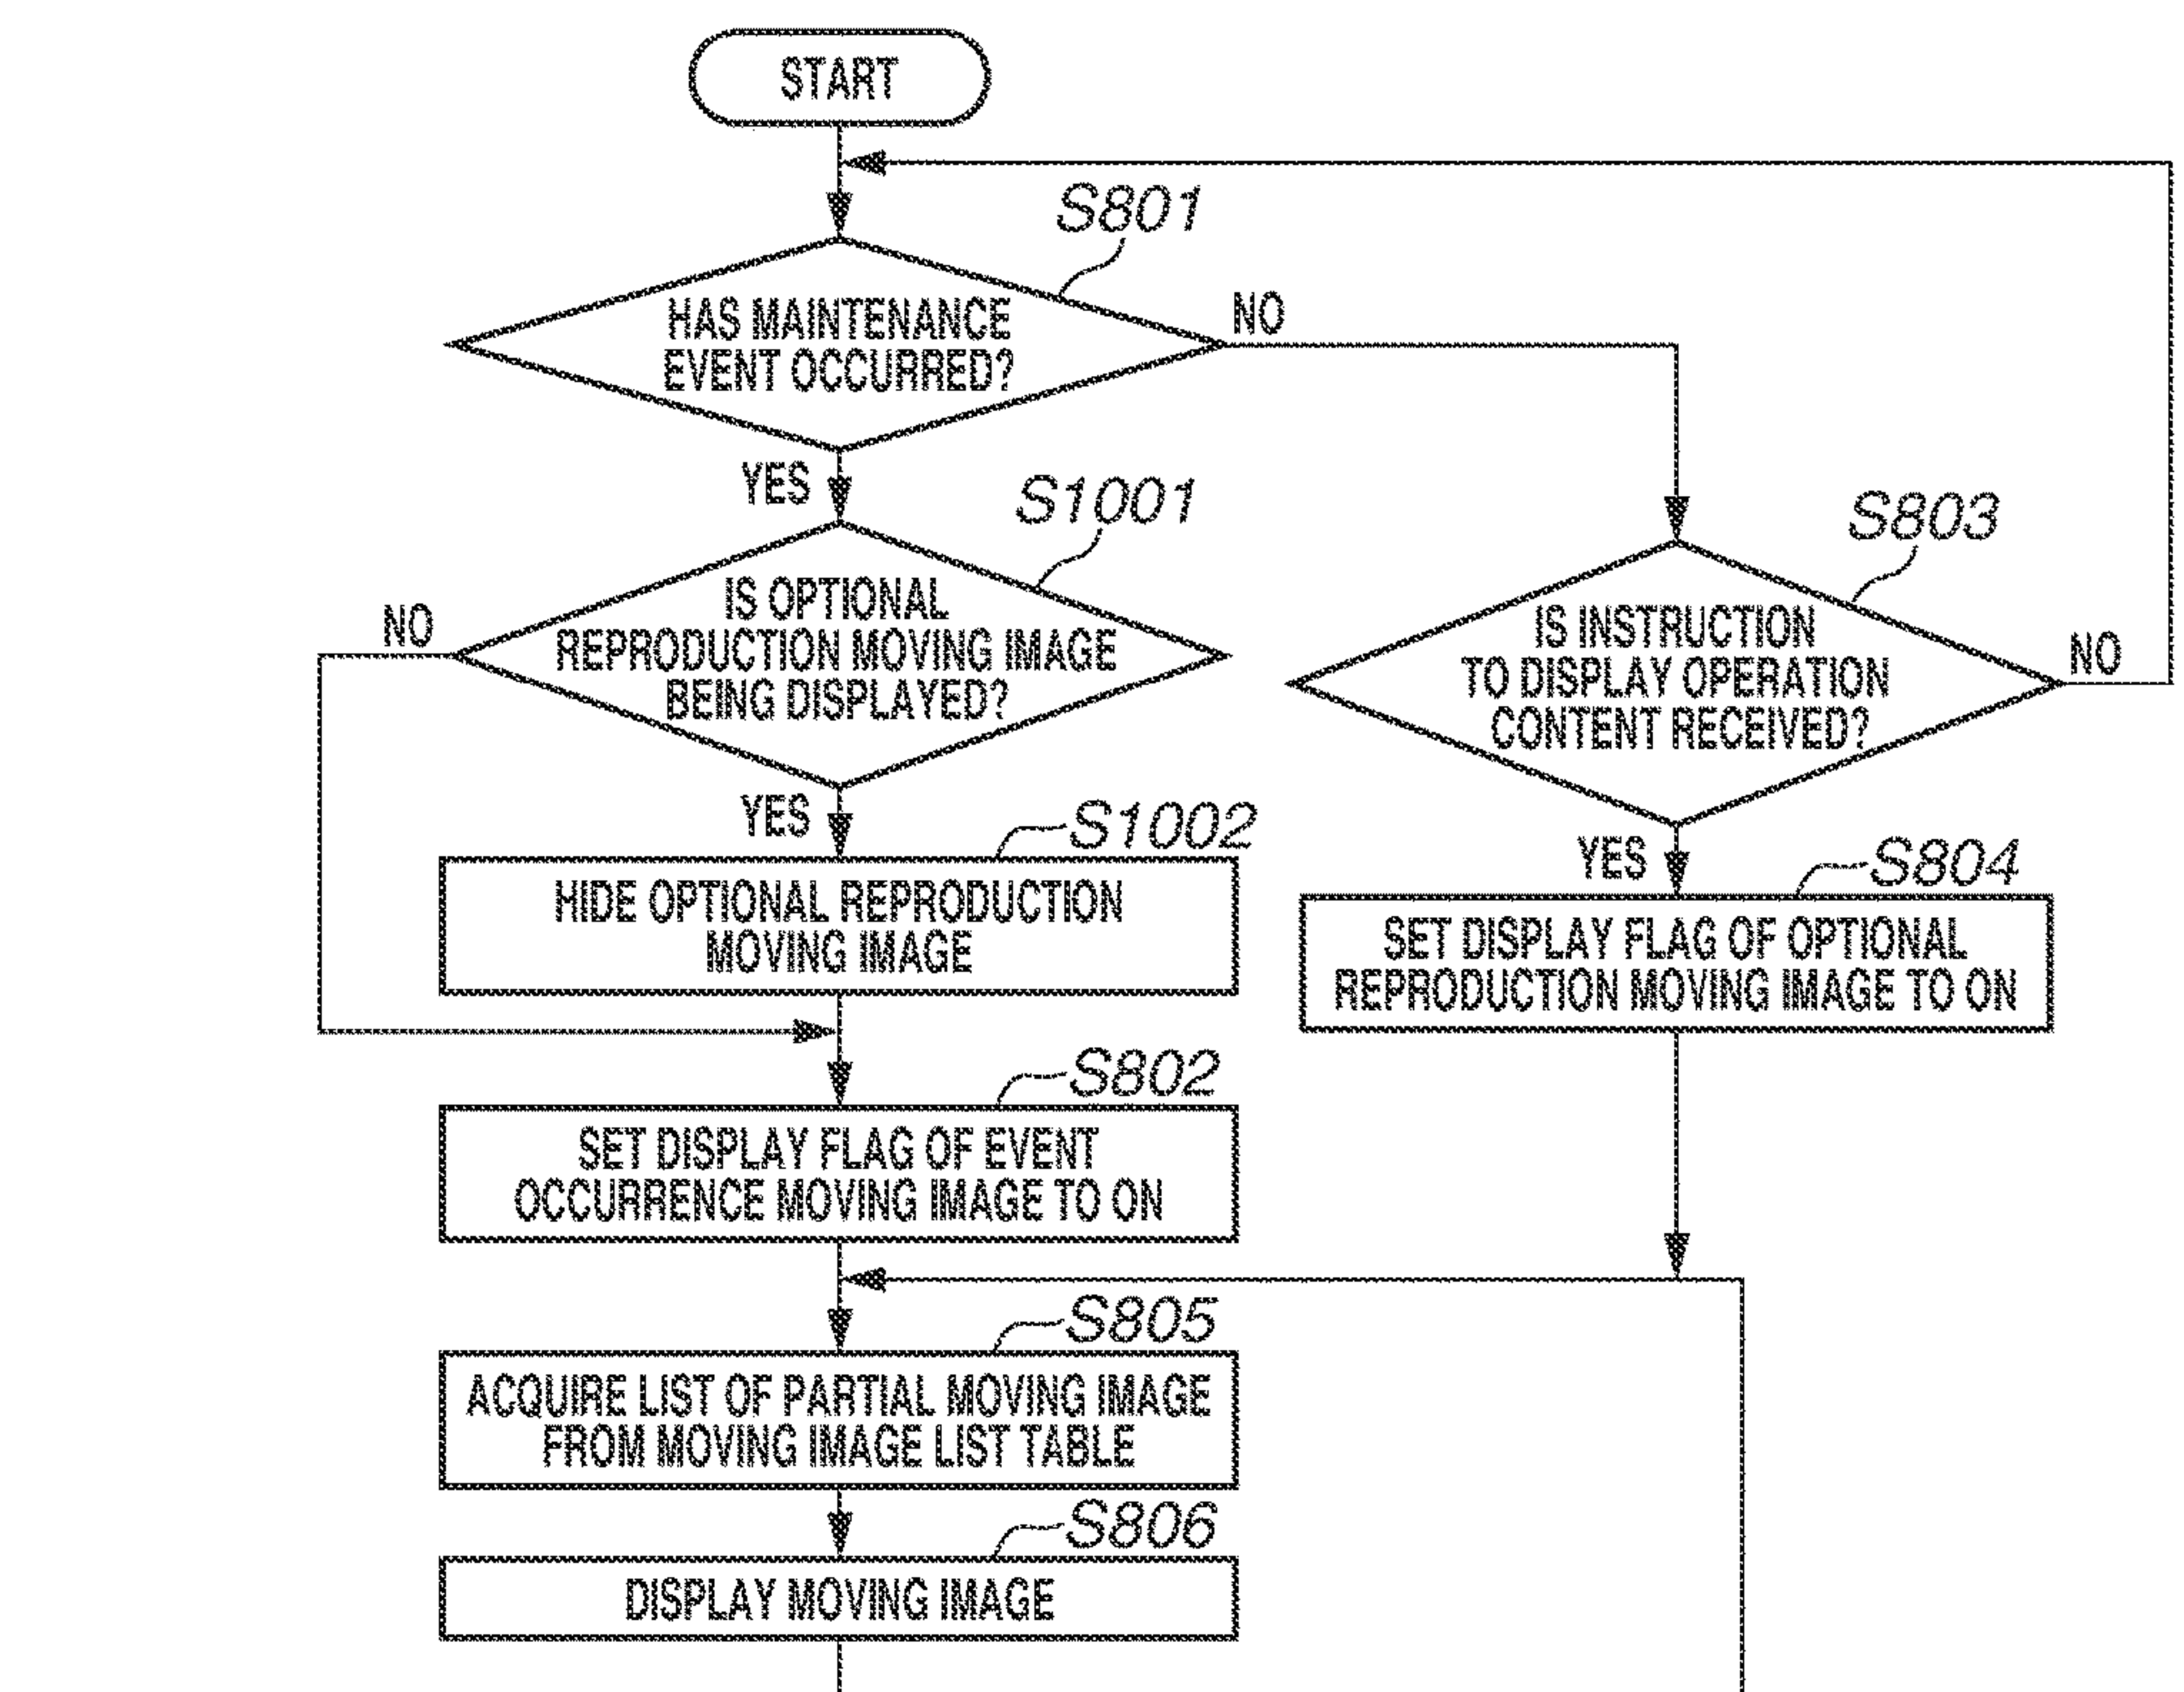 START
S801
HAS MAINTENANCE
EVENT OCCURRED?
NO
YES
S1001
IS OPTIONAL
REPRODUCTION MOVING IMAGE
BEING DISPLAYED?
NO
S803
IS INSTRUCTION
TO DISPLAY OPERATION
CONTENT RECEIVED?
NO
YES
S1002
HIDE OPTIONAL REPRODUCTION
MOVING IMAGE
YES
S804
SET DISPLAY FLAG OF OPTIONAL
REPRODUCTION MOVING IMAGE TO ON
S802
SET DISPLAY FLAG OF EVENT
OCCURRENCE MOVING IMAGE TO ON
S805
ACQUIRE LIST OF PARTIAL MOVING IMAGE
FROM MOVING IMAGE LIST TABLE
S806
DISPLAY MOVING IMAGE